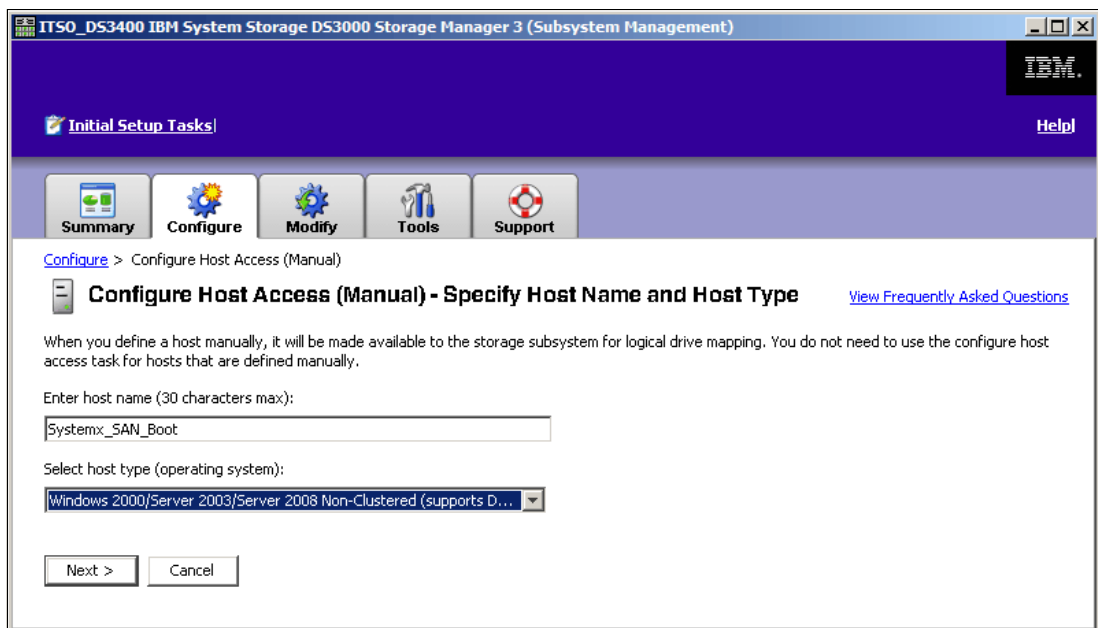 ITSO_DS3400 IBM System Storage DS3000 Storage Manager 3 (Subsystem Management)
IBM.
Initial Setup Tasks
Help
Summary
Configure
Modify
Tools
Support
Configure > Configure Host Access (Manual)
Configure Host Access (Manual) - Specify Host Name and Host Type
View Frequently Asked Questions
When you define a host manually, it will be made available to the storage subsystem for logical drive mapping. You do not need to use the configure host
access task for hosts that are defined manually.
Enter host name (30 characters max):
Systemx_SAN_Boot
Select host type (operating system):
Windows 2000/Server 2003/Server 2008 Non-Clustered (supports D...
Next >
Cancel